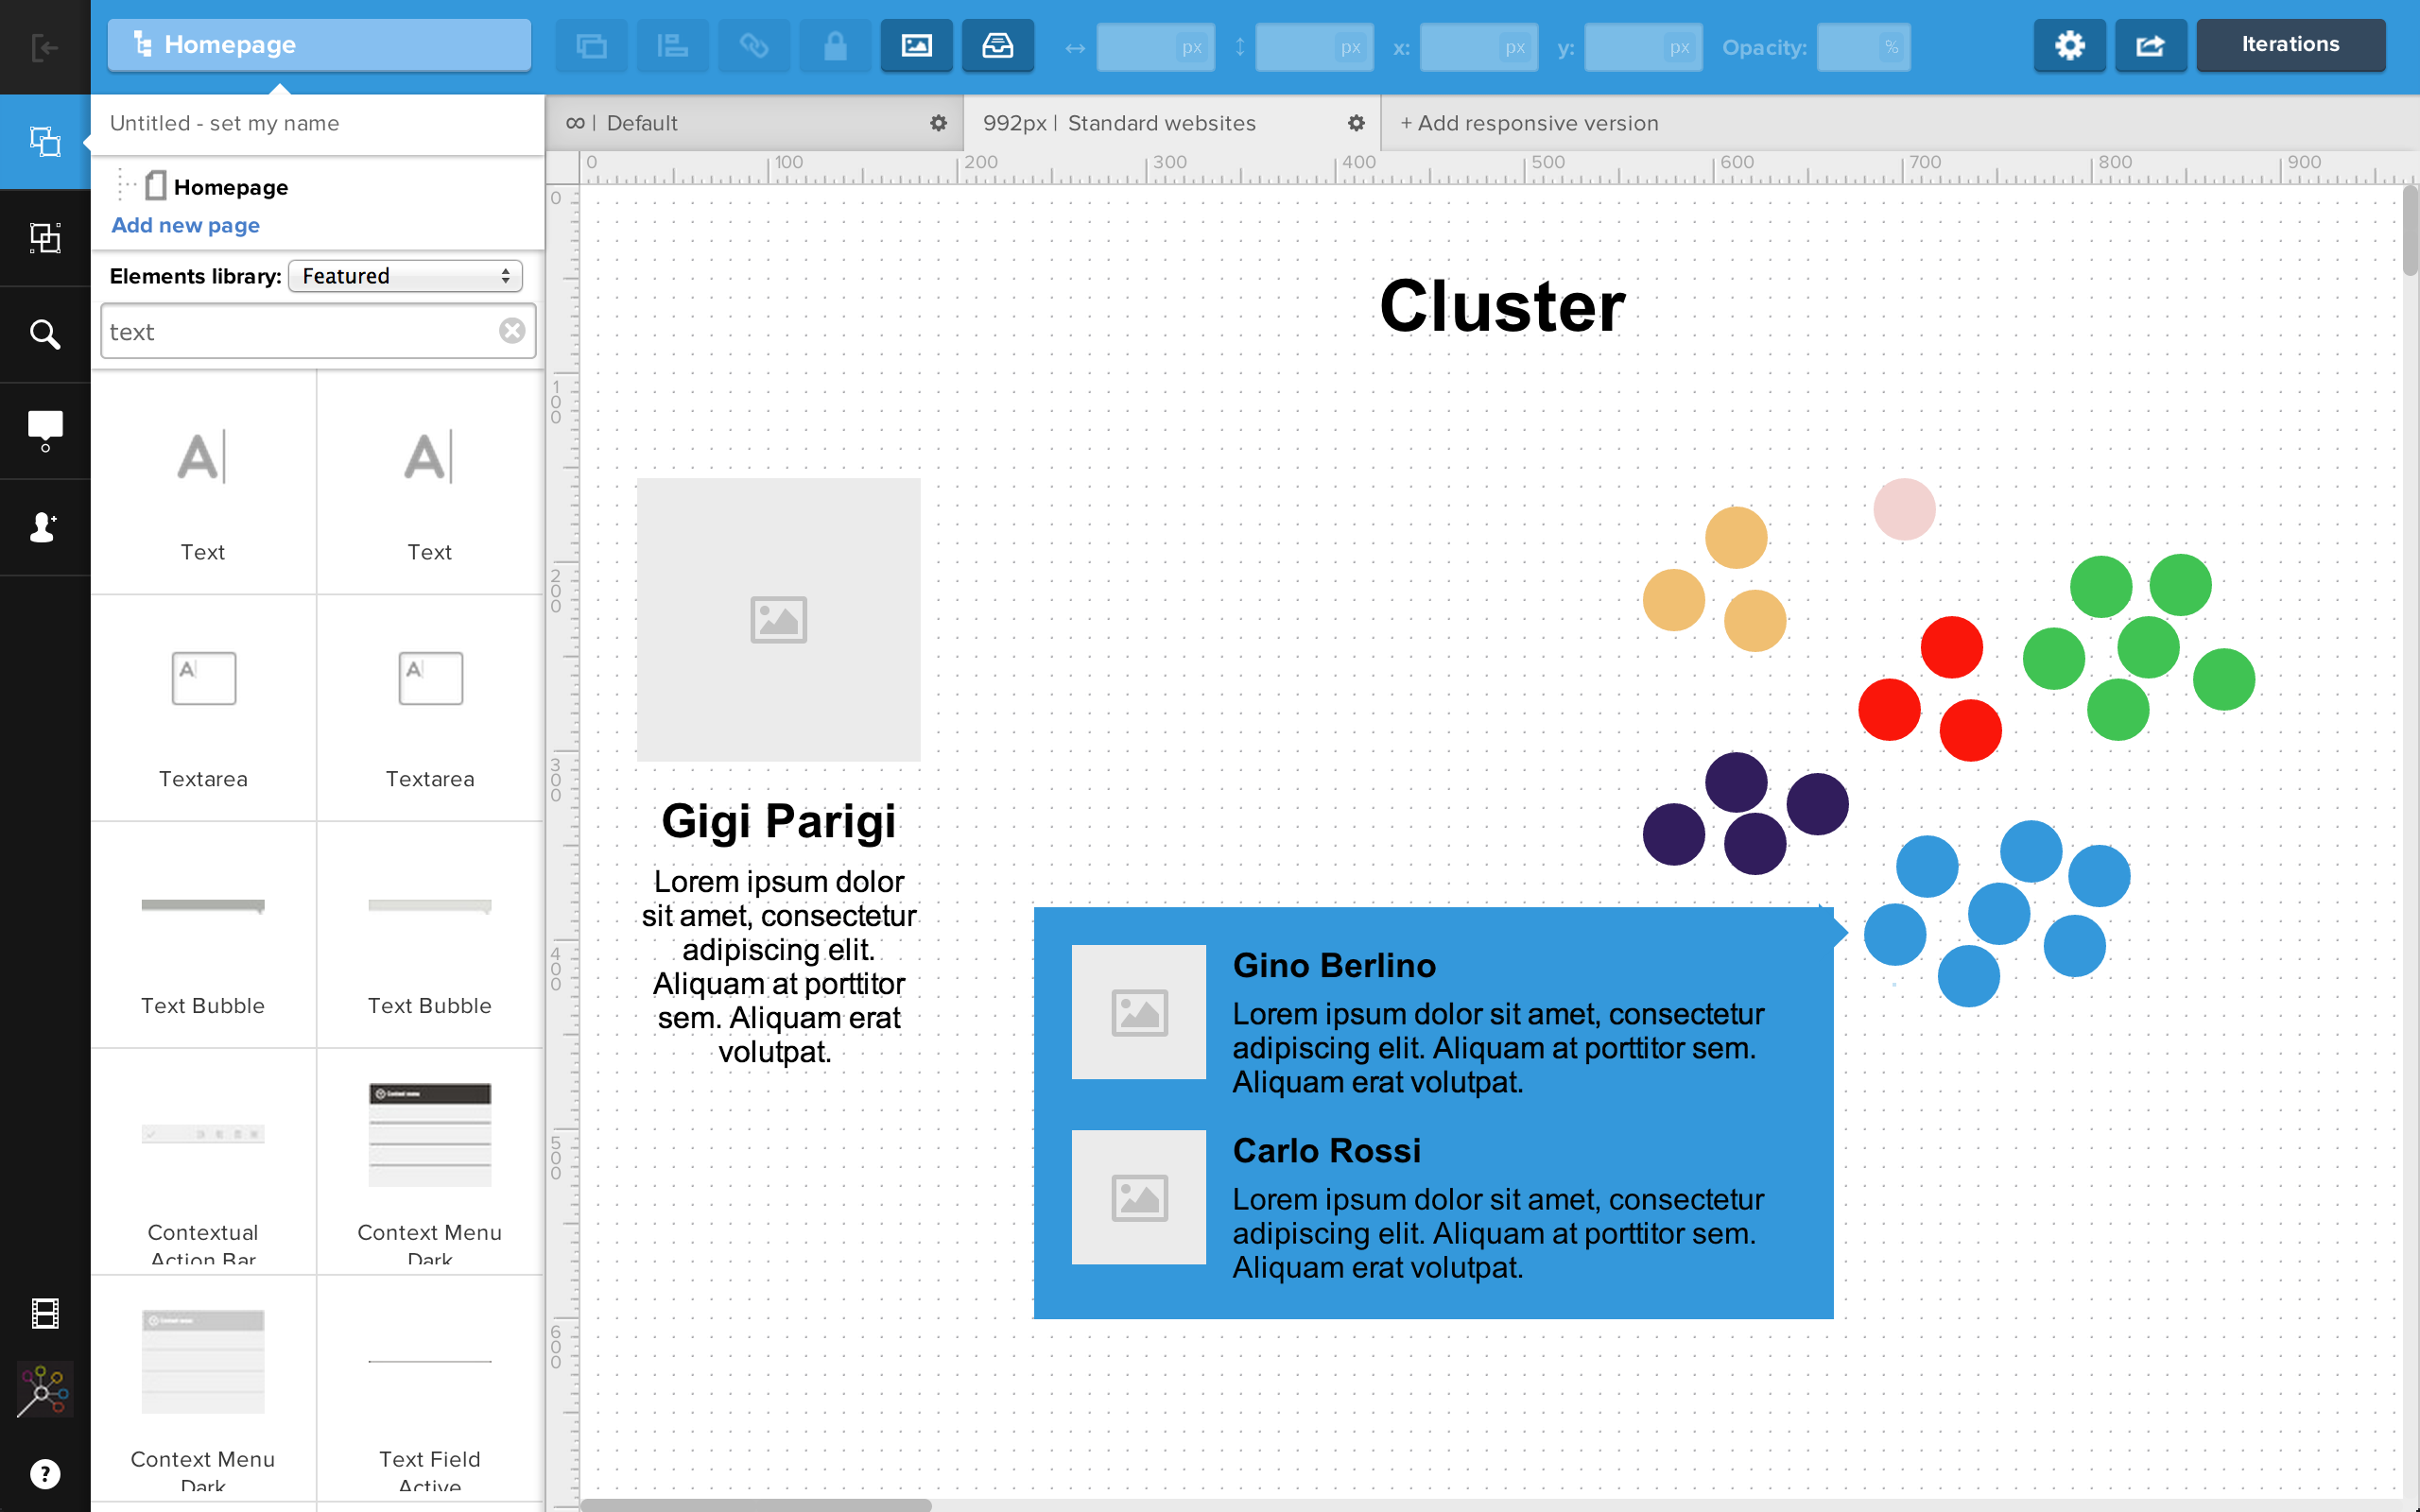 Homepage
px
px
x:
px
y:
px
Opacity:
%
Iterations
Untitled - set my name
∞ | Default
992px | Standard websites
+ Add responsive version
Homepage
Add new page
Elements library: Featured
text
0 100 200 300 400 500 600 700 800 900
0
100
200
300
400
500
600
Text
Text
Textarea
Textarea
Text Bubble
Text Bubble
Contextual
Action Bar
Context menu
Context Menu
Dark
Context menu
Context Menu
Dark
Text Field
Active
Cluster
Gigi Parigi
Lorem ipsum dolor
sit amet, consectetur
adipiscing elit.
Aliquam at porttitor
sem. Aliquam erat
volutpat.
Gino Berlino
Lorem ipsum dolor sit amet, consectetur
adipiscing elit. Aliquam at porttitor sem.
Aliquam erat volutpat.
Carlo Rossi
Lorem ipsum dolor sit amet, consectetur
adipiscing elit. Aliquam at porttitor sem.
Aliquam erat volutpat.